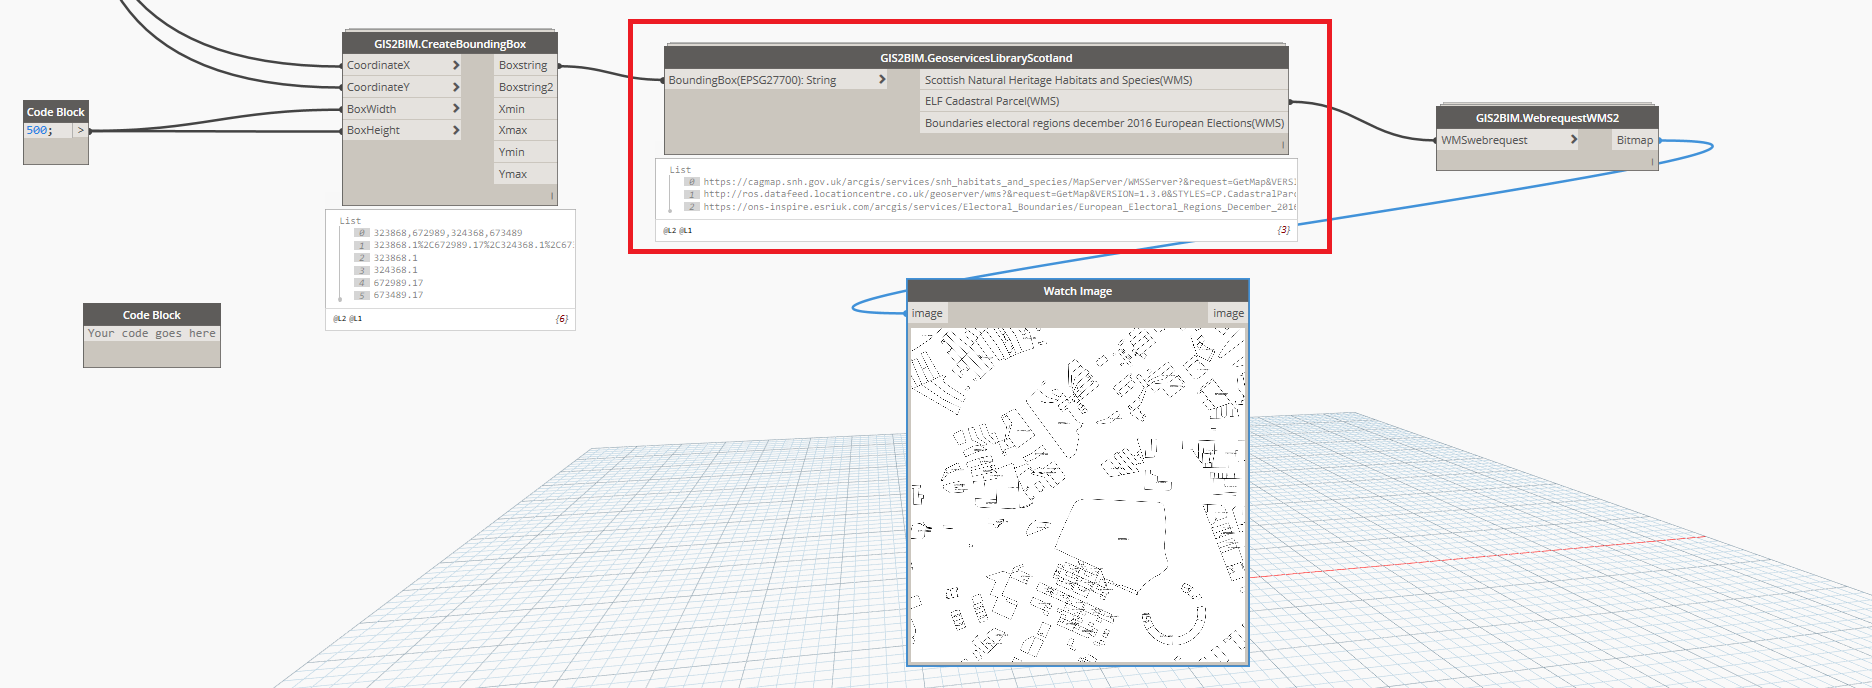 Code Block
500; >
GIS2BIM.CreateBoundingBox
CoordinateX > Boxstring
CoordinateY > Boxstring2
BoxWidth > Xmin
BoxHeight > Xmax
Ymin
Ymax
List
0 323868,672989,324368,673489
1 323868.1%2C672989.17%2C324368.1%2C67
2 323868.1
3 324368.1
4 672989.17
5 673489.17
@L2 @L1 {6}
Code Block
Your code goes here
GIS2BIM.GeoservicesLibraryScotland
BoundingBox(EPSG27700): String > Scottish Natural Heritage Habitats and Species(WMS)
ELF Cadastral Parcel(WMS)
Boundaries electoral regions december 2016 European Elections(WMS)
List
0 https://cagmap.snh.gov.uk/arcgis/services/snh_habitats_and_species/MapServer/WMSServer?&request=GetMap&VERSI
1 http://ros.datafeed.locationcentre.co.uk/geoserver/wms?&request=GetMap&VERSION=1.3.0&STYLES=CP.CadastralParc
2 https://ons-inspire.esriuk.com/arcgis/services/Electoral_Boundaries/European_Electoral_Regions_December_2016
@L2 @L1 {3}
GIS2BIM.WebrequestWMS2
WMSwebrequest > Bitmap
Watch Image
image image